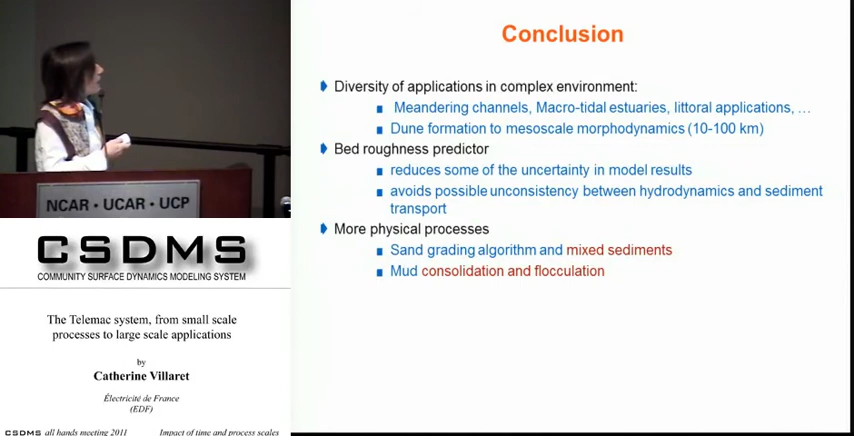 NCAR • UCAR • UCP
CSDMS
COMMUNITY SURFACE DYNAMICS MODELING SYSTEM
The Telemac system, from small scale
processes to large scale applications
by
Catherine Villaret
Électricité de France
(EDF)
CSDMS all hands meeting 2011 Impact of time and process scales
Conclusion
Diversity of applications in complex environment:
Meandering channels, Macro-tidal estuaries, littoral applications, …
Dune formation to mesoscale morphodynamics (10-100 km)
Bed roughness predictor
reduces some of the uncertainty in model results
avoids possible unconsistency between hydrodynamics and sediment
transport
More physical processes
Sand grading algorithm and mixed sediments
Mud consolidation and flocculation